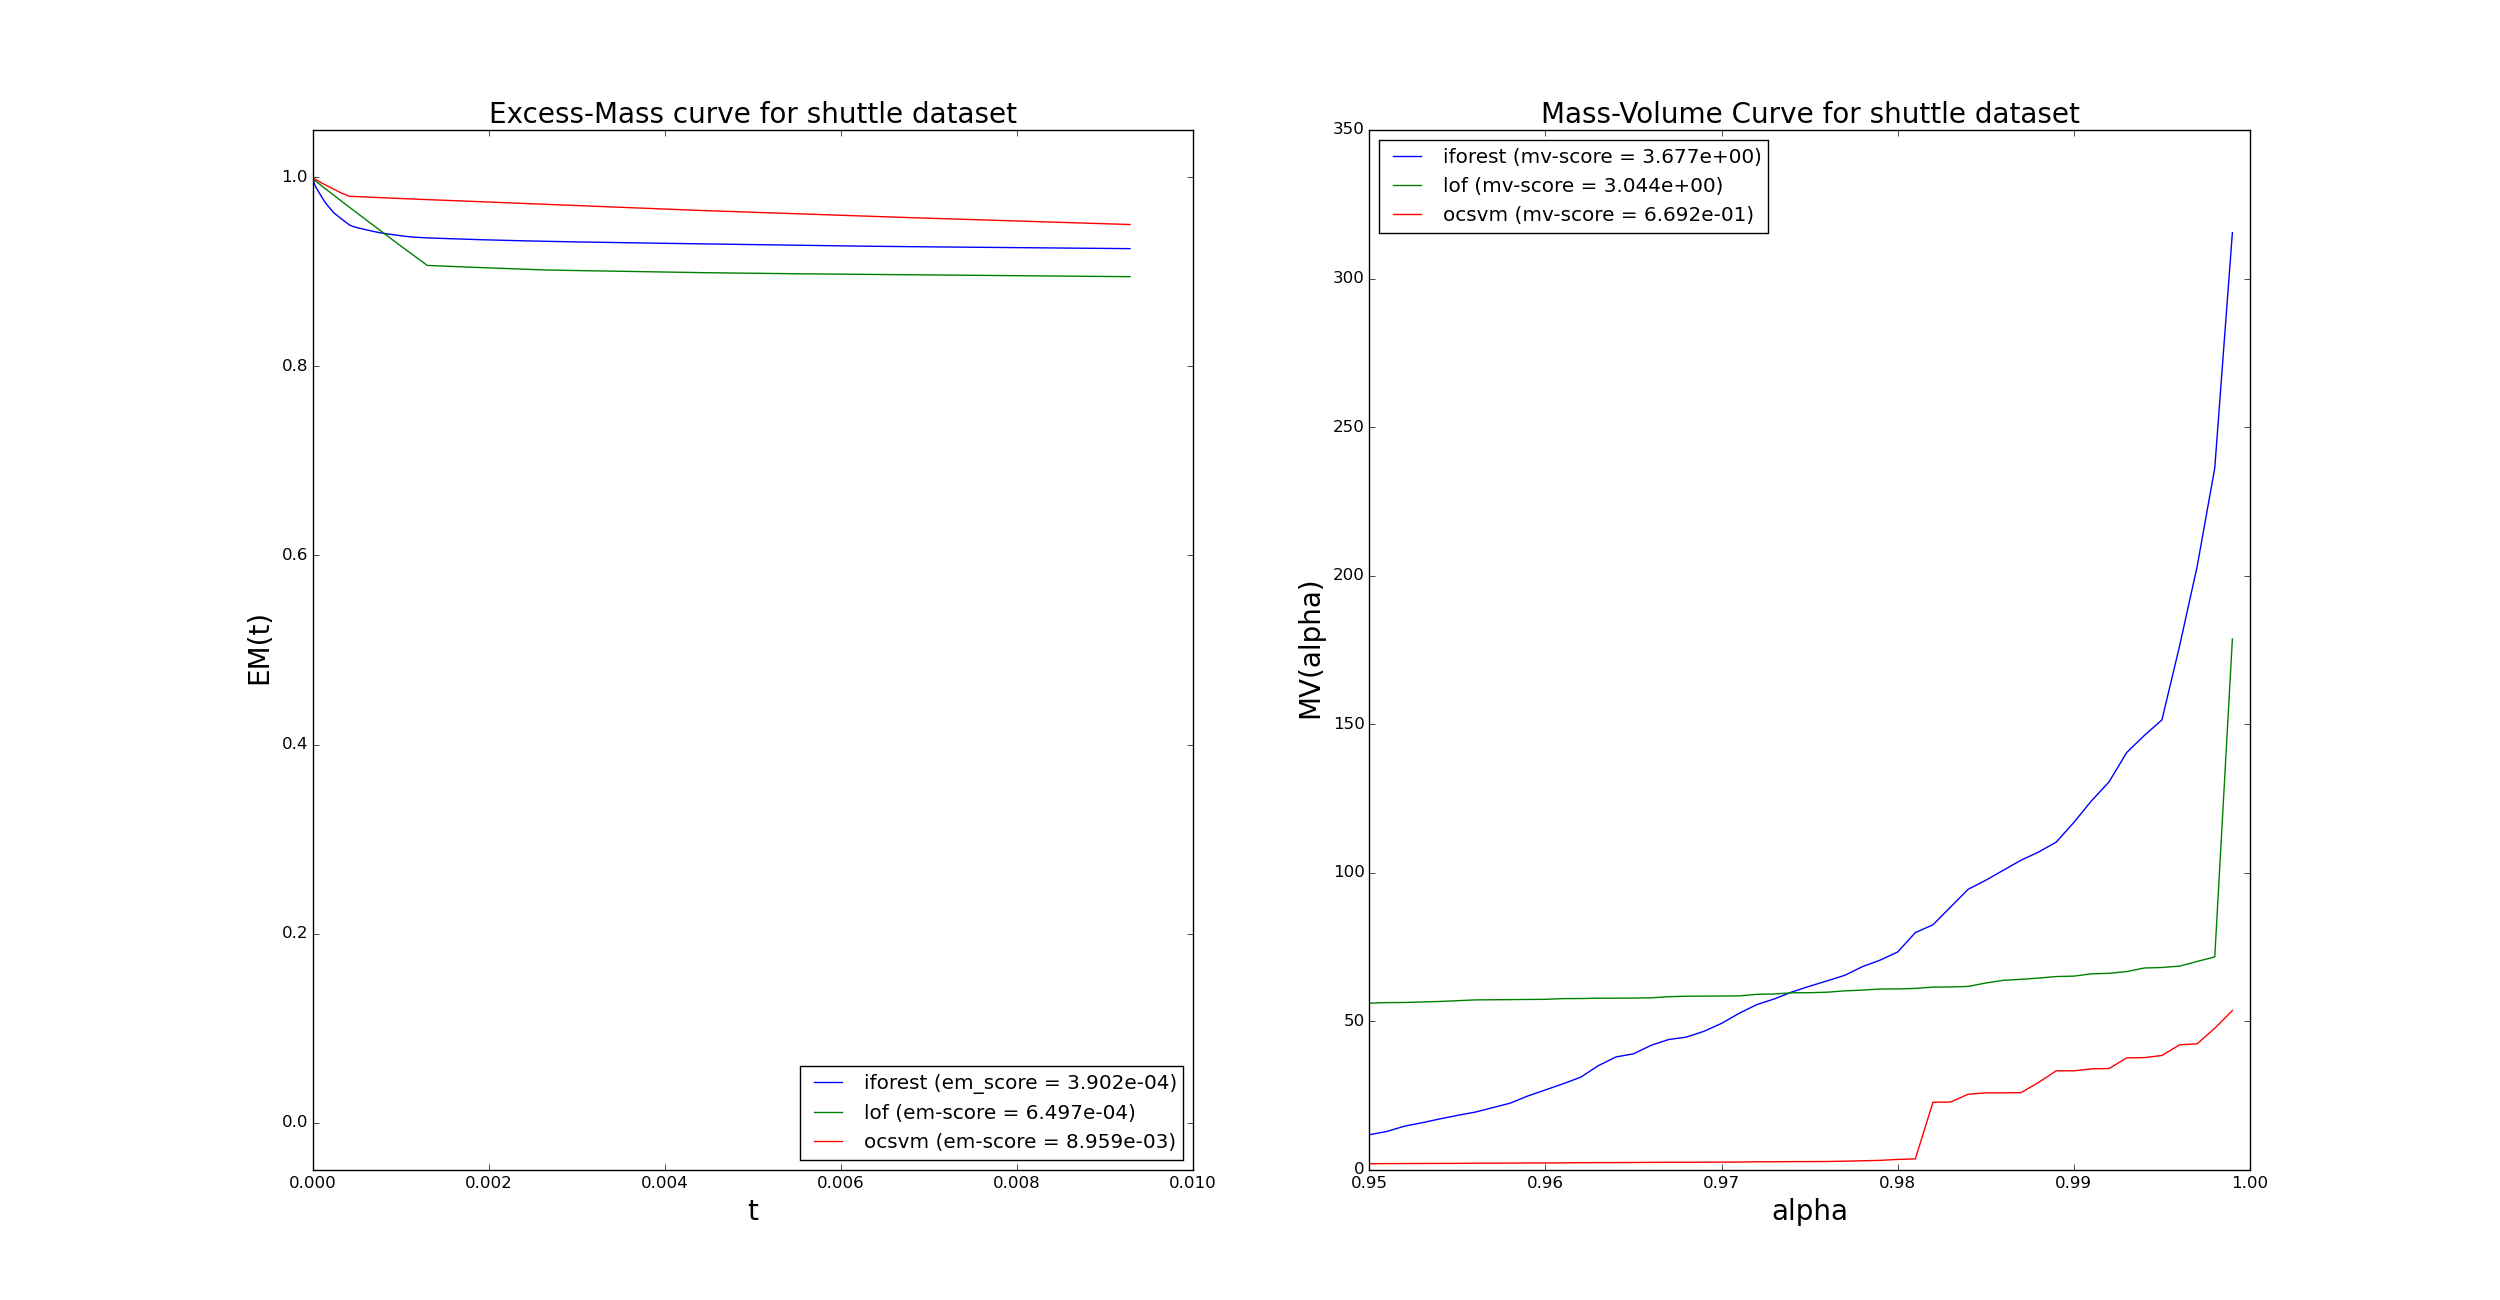 Excess-Mass curve for shuttle dataset
1.0
0.8
0.6
0.4
0.2
0.0
EM(t)
iforest (em_score = 3.902e-04)
lof (em-score = 6.497e-04)
ocsvm (em-score = 8.959e-03)
0.000 0.002 0.004 0.006 0.008 0.010
t
Mass-Volume Curve for shuttle dataset
350
300
250
200
150
100
50
0
MV(alpha)
iforest (mv-score = 3.677e+00)
lof (mv-score = 3.044e+00)
ocsvm (mv-score = 6.692e-01)
0.95 0.96 0.97 0.98 0.99 1.00
alpha